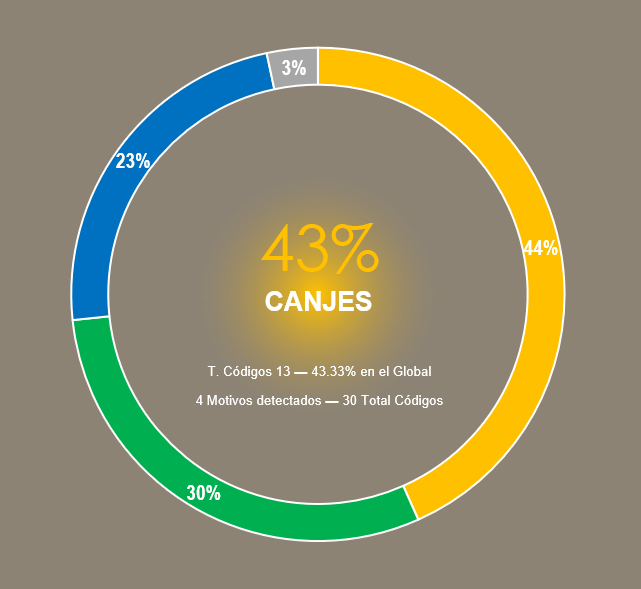 3%
23%
44%
43%
CANJES
T. Códigos 13 — 43.33% en el Global
4 Motivos detectados — 30 Total Códigos
30%